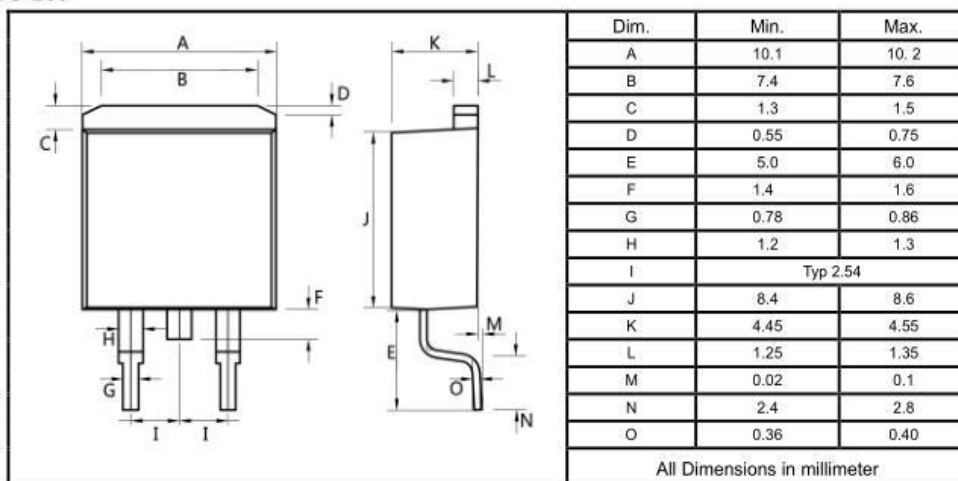 A
B
C
D
K
L
J
F
H
G
E
M
O
N
I I
Dim. Min. Max.
A 10.1 10. 2
B 7.4 7.6
C 1.3 1.5
D 0.55 0.75
E 5.0 6.0
F 1.4 1.6
G 0.78 0.86
H 1.2 1.3
I Typ 2.54
J 8.4 8.6
K 4.45 4.55
L 1.25 1.35
M 0.02 0.1
N 2.4 2.8
O 0.36 0.40
All Dimensions in millimeter